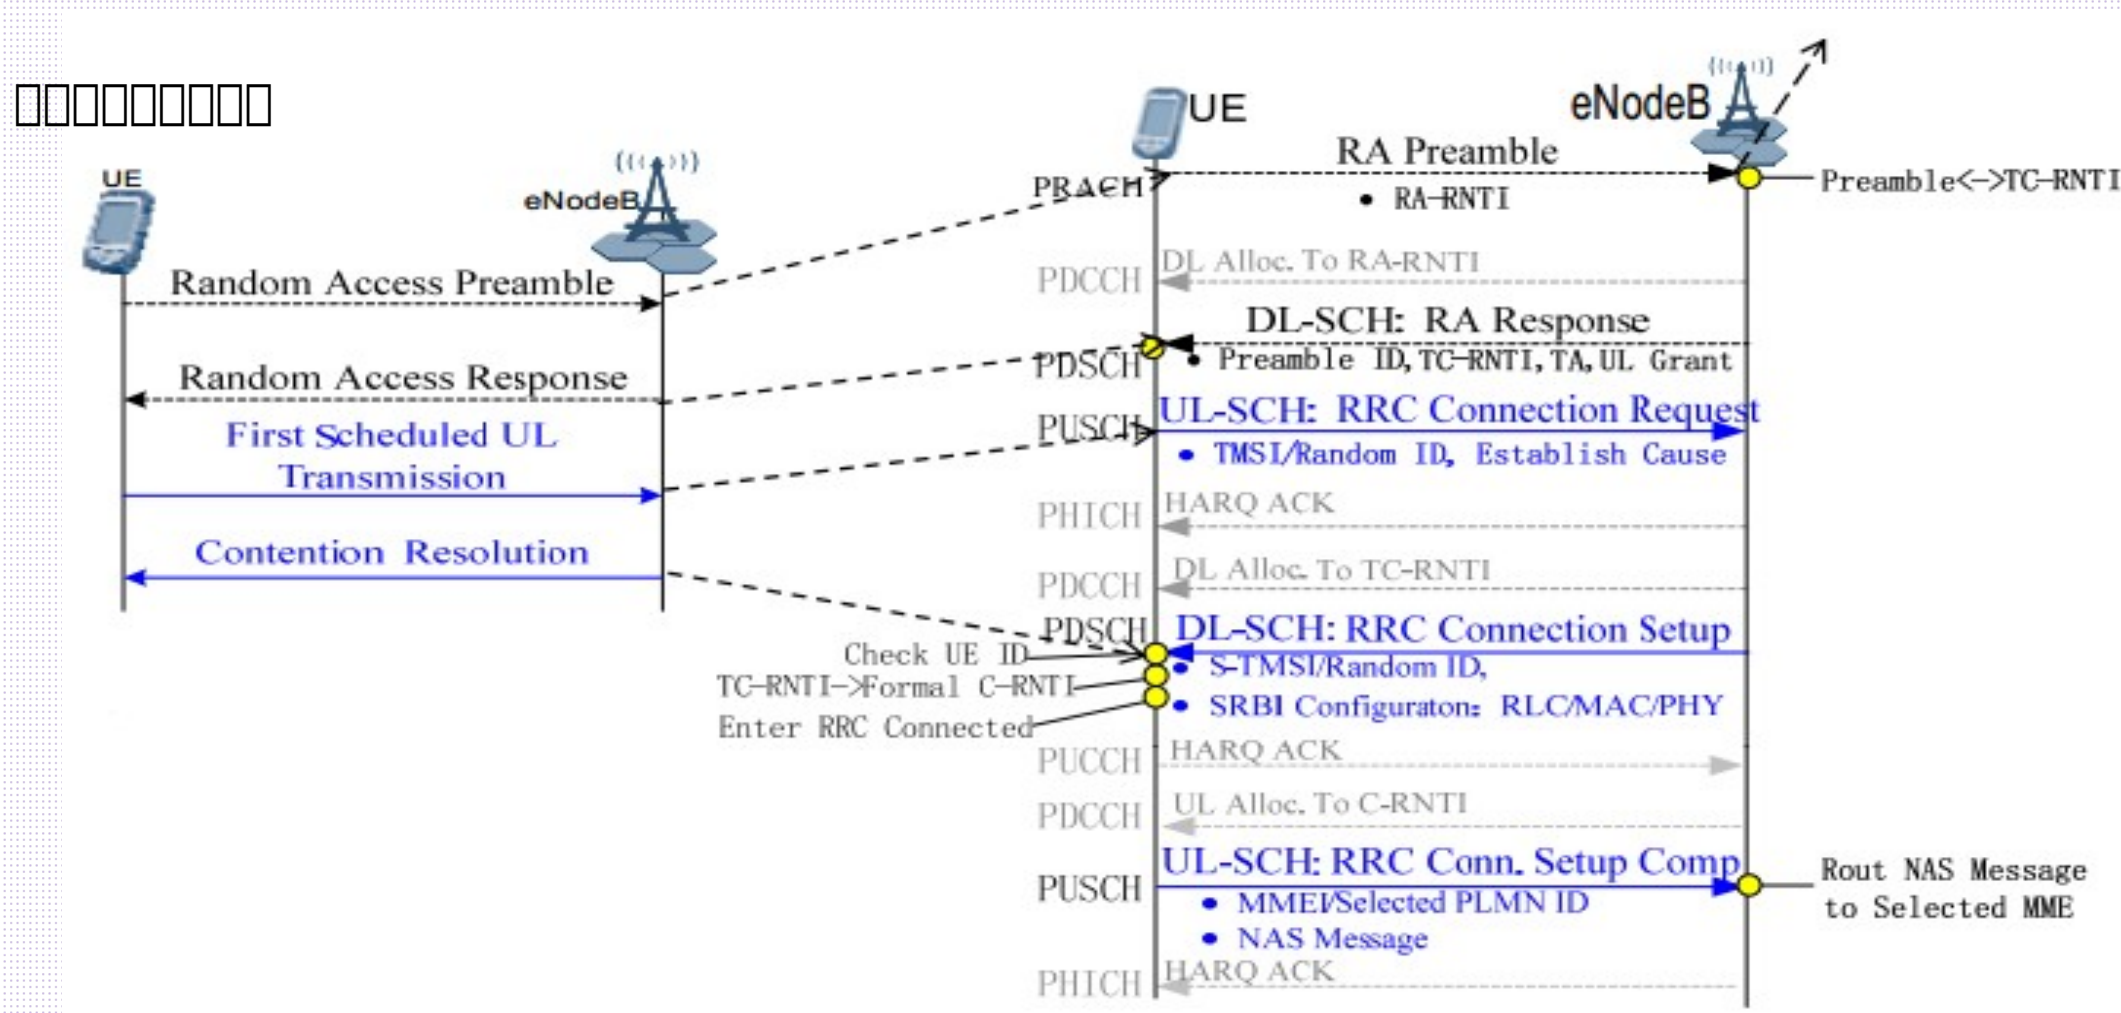 UE
eNodeB
Random Access Preamble
Random Access Response
First Scheduled UL
Transmission
Contention Resolution
UE
eNodeB
PRACH
RA Preamble
• RA-RNTI
Preamble<->TC-RNTI
PDCCH
DL Alloc. To RA-RNTI
DL-SCH: RA Response
PDSCH
• Preamble ID, TC-RNTI, TA, UL Grant
PUSCH
UL-SCH: RRC Connection Request
• TMSI/Random ID, Establish Cause
PHICH
HARQ ACK
PDCCH
DL Alloc. To TC-RNTI
PDSCH
DL-SCH: RRC Connection Setup
Check UE ID
• S-TMSI/Random ID,
TC-RNTI->Formal C-RNTI
• SRBI Configuraton: RLC/MAC/PHY
Enter RRC Connected
PUCCH
HARQ ACK
PDCCH
UL Alloc. To C-RNTI
PUSCH
UL-SCH: RRC Conn. Setup Comp
• MMEI/Selected PLMN ID
• NAS Message
Rout NAS Message
to Selected MME
PHICH
HARQ ACK